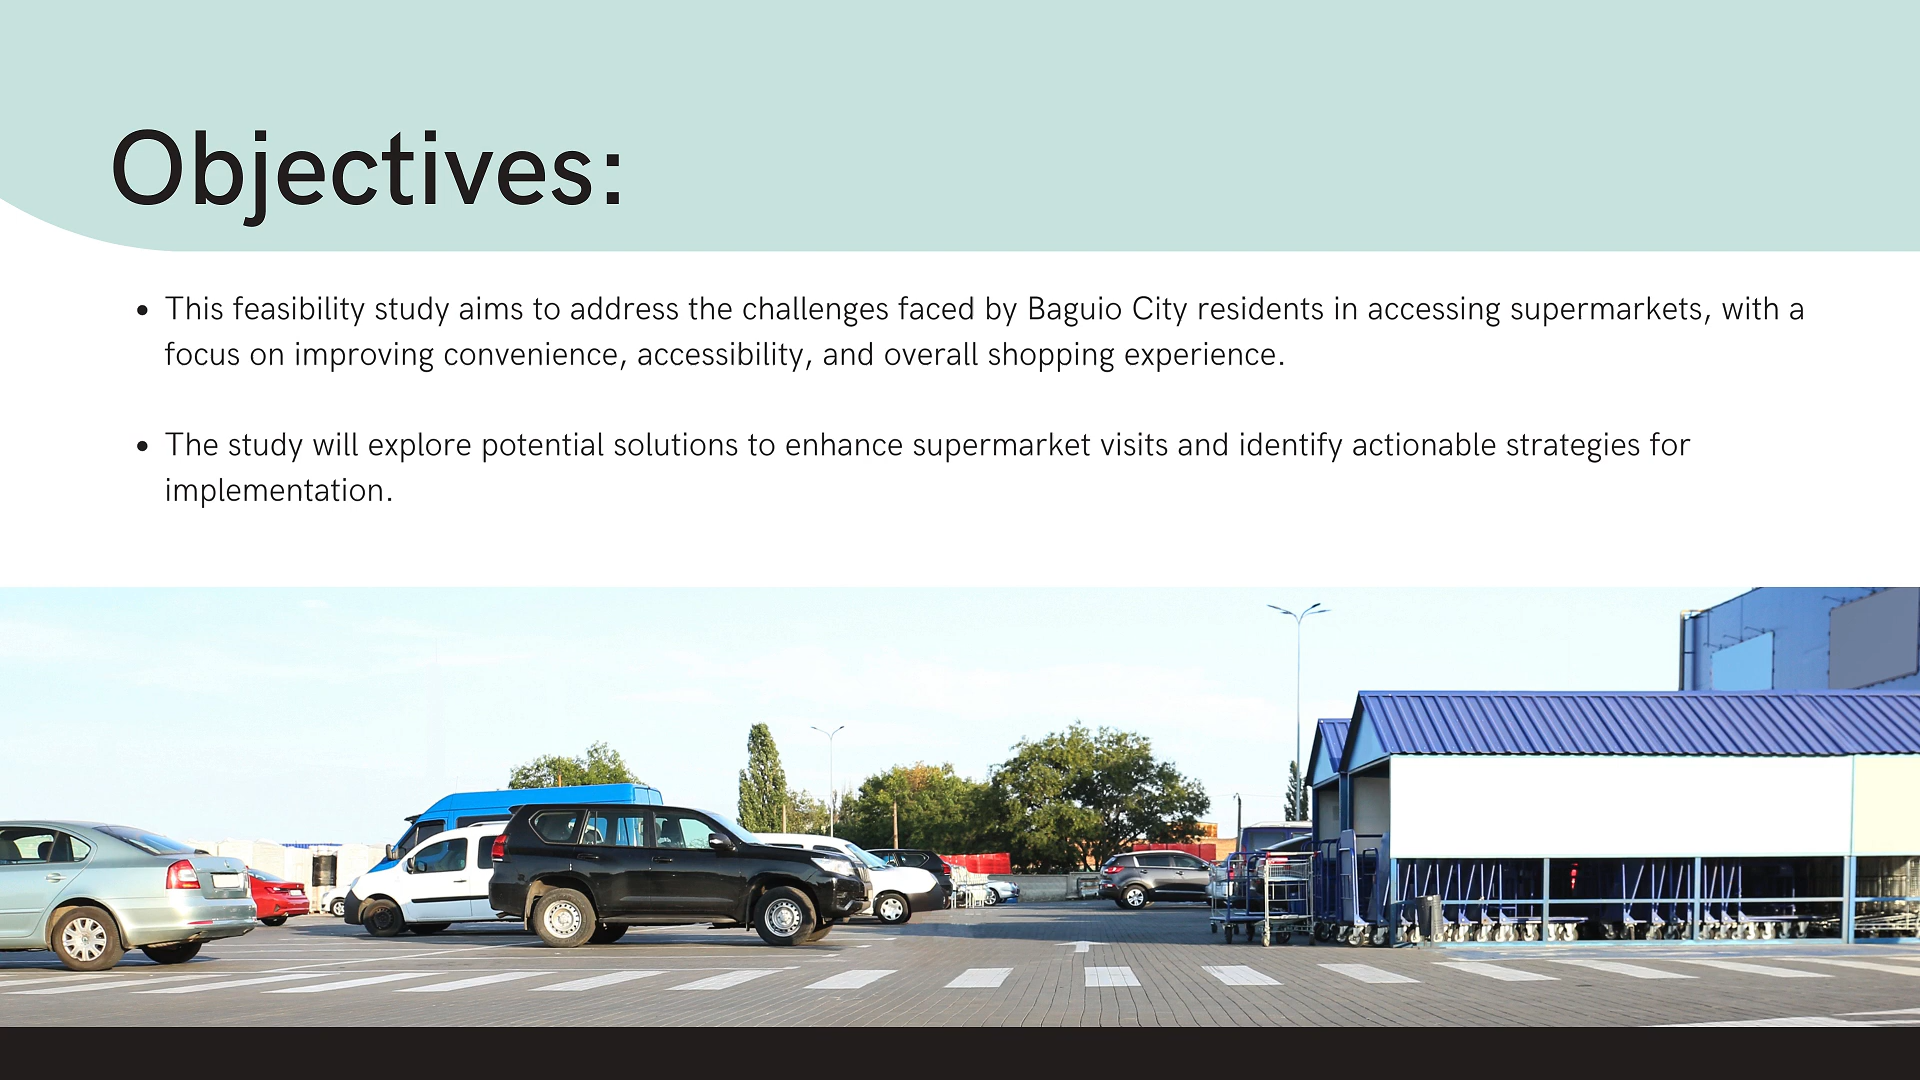 Objectives:
• This feasibility study aims to address the challenges faced by Baguio City residents in accessing supermarkets, with a
focus on improving convenience, accessibility, and overall shopping experience.
• The study will explore potential solutions to enhance supermarket visits and identify actionable strategies for
implementation.